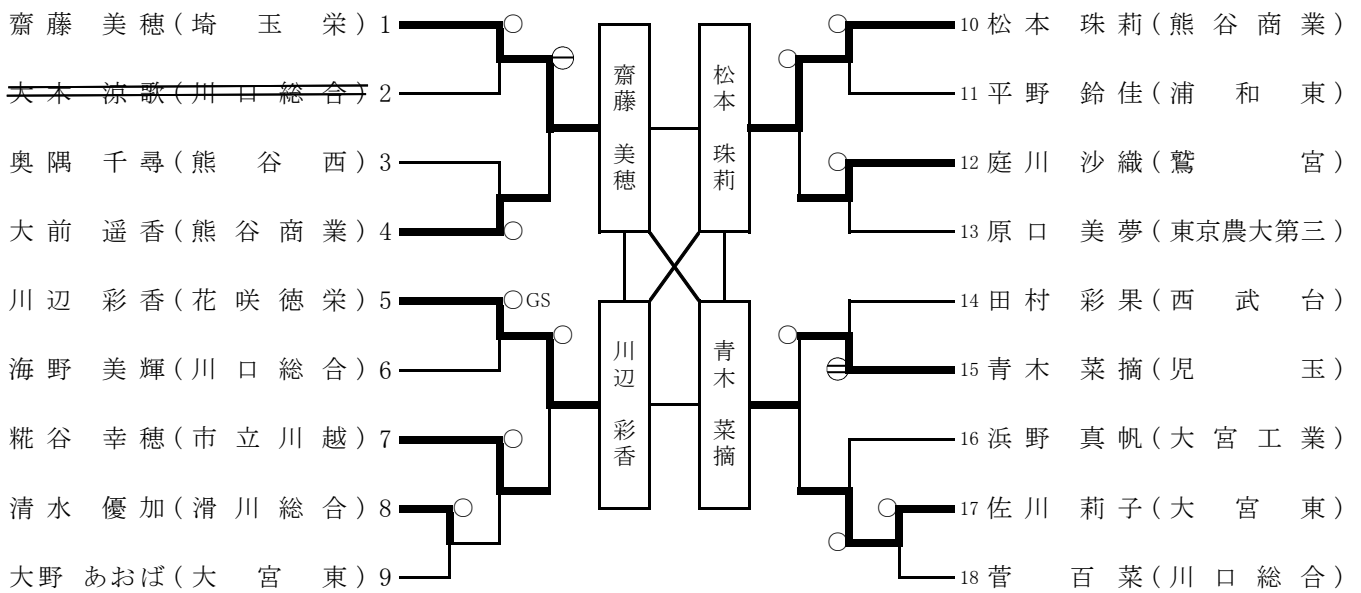 齋藤 美穂(埼玉栄) 1
大木 涼歌(川口総合) 2
奥隅 千尋(熊谷西) 3
大前 遥香(熊谷商業) 4
川辺 彩香(花咲徳栄) 5
GS
海野 美輝(川口総合) 6
糀谷 幸穂(市立川越) 7
清水 優加(滑川総合) 8
大野 あおば(大宮東) 9
齋藤 美穂
松本 珠莉
川辺 彩香
青木 菜摘
10 松本 珠莉(熊谷商業)
11 平野 鈴佳(浦和東)
12 庭川 沙織(鷲宮)
13 原口 美夢(東京農大第三)
14 田村 彩果(西武台)
15 青木 菜摘(児玉)
16 浜野 真帆(大宮工業)
17 佐川 莉子(大宮東)
18 菅 百菜(川口総合)